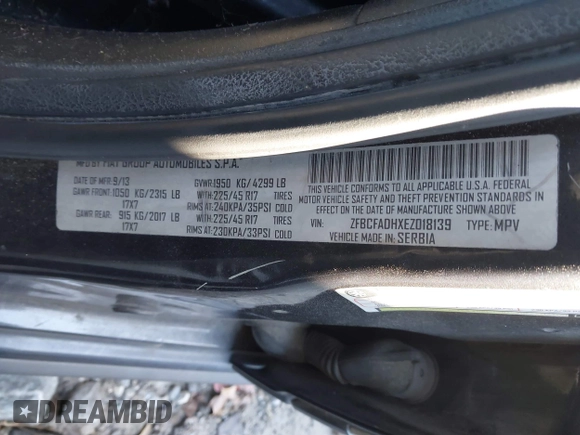 MFD BY FIAT GROUP AUTOMOBILES S.P.A.
DATE OF MFR 9/13 GVWR 1950 KG/ 4299 LB
GAWR FRONT: 1050 KG/2315 LB WITH 225/45 R17 TIRES
17X7 RIMS: 240KPA/35PSI COLD
GAWR REAR: 915 KG/2017 LB WITH 225/45 R17 TIRES
17X7 RIMS: 230KPA/33PSI COLD
THIS VEHICLE CONFORMS TO ALL APPLICABLE U.S.A. FEDERAL
MOTOR VEHICLE SAFETY, BUMPER, AND THEFT PREVENTION STANDARDS
IN EFFECT ON THE DATE OF MANUFACTURE SHOWN ABOVE.
VIN: ZFBCFADHXEZ018139 TYPE: MPV
VEHICLE MADE IN: SERBIA
DREAMBID